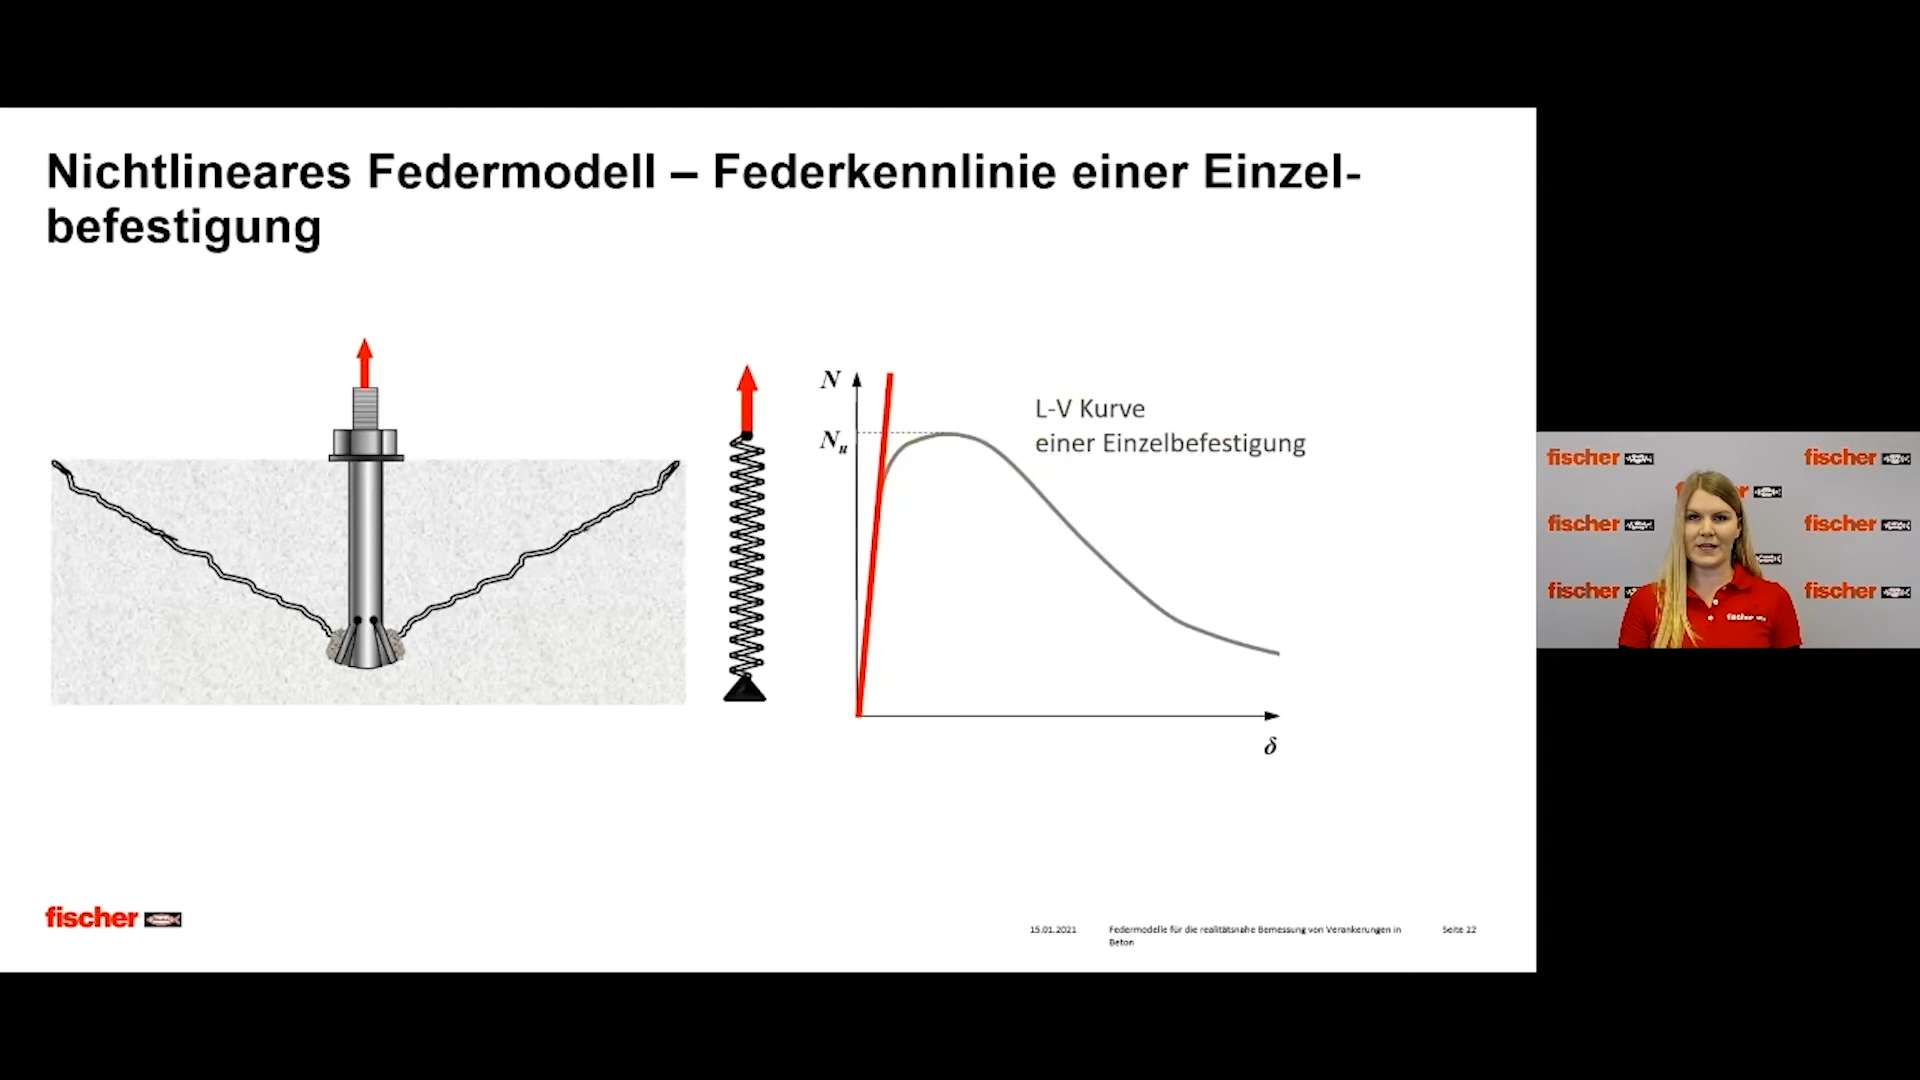 Nichtlineares Federmodell – Federkennlinie einer Einzel-
befestigung
N
Nu
L-V Kurve
einer Einzelbefestigung
δ
fischer
15.01.2021
Federmodelle für die realitätsnahe Bemessung von Verankerungen in
Beton
Seite 22
fischer
fischer
fischer
fischer
fischer
fischer
fischer